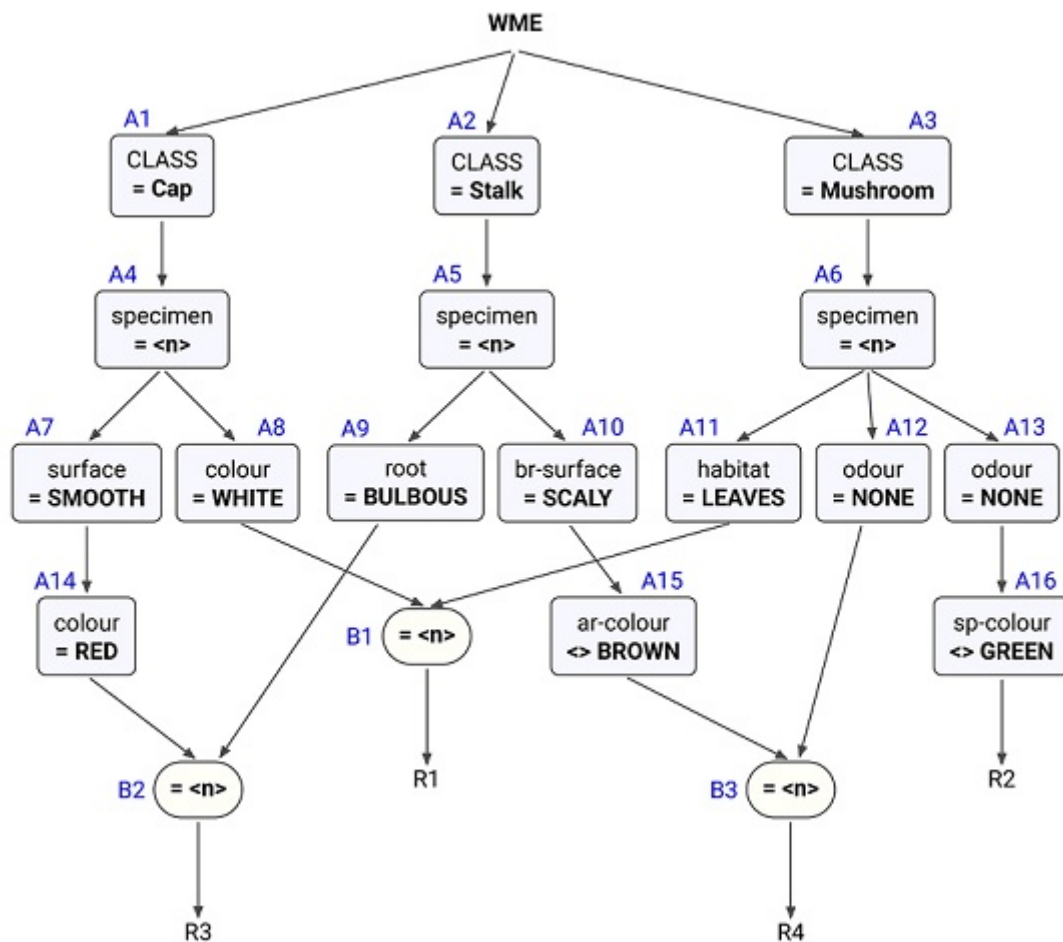 WME
A1
A2
A3
CLASS
= Cap
CLASS
= Stalk
CLASS
= Mushroom
A4
A5
A6
specimen
= <n>
specimen
= <n>
specimen
= <n>
A7
A8
A9
A10
A11
A12
A13
surface
= SMOOTH
colour
= WHITE
root
= BULBOUS
br-surface
= SCALY
habitat
= LEAVES
odour
= NONE
odour
= NONE
A14
A15
A16
colour
= RED
B1
= <n>
ar-colour
<> BROWN
sp-colour
<> GREEN
B2
= <n>
R1
B3
= <n>
R2
R3
R4